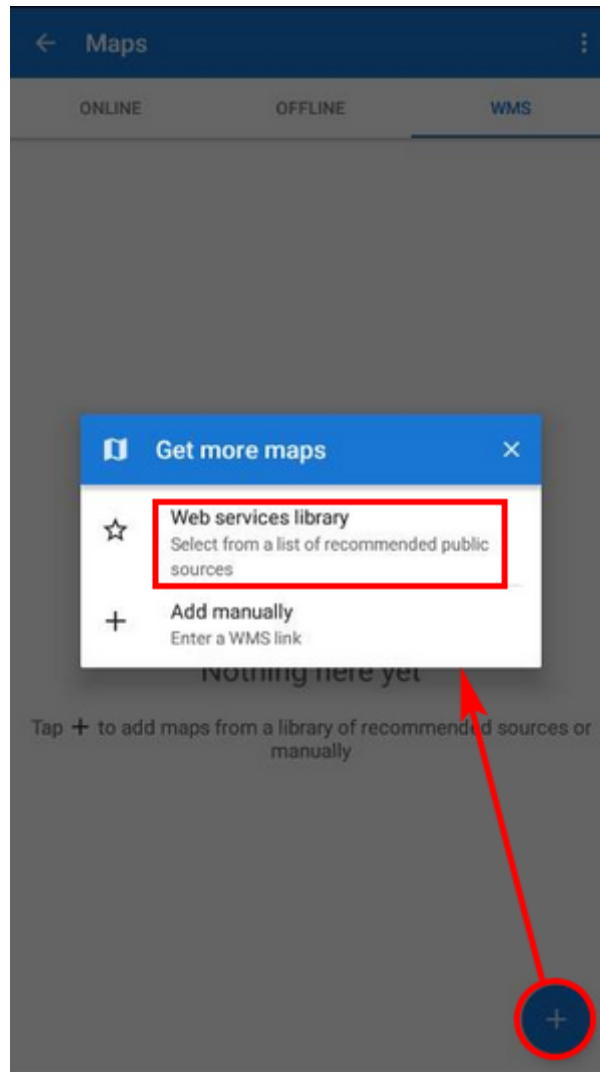 Maps
ONLINE OFFLINE WMS
Get more maps
Web services library
Select from a list of recommended public
sources
Add manually
Enter a WMS link
Nothing here yet
Tap + to add maps from a library of recommended sources or
manually